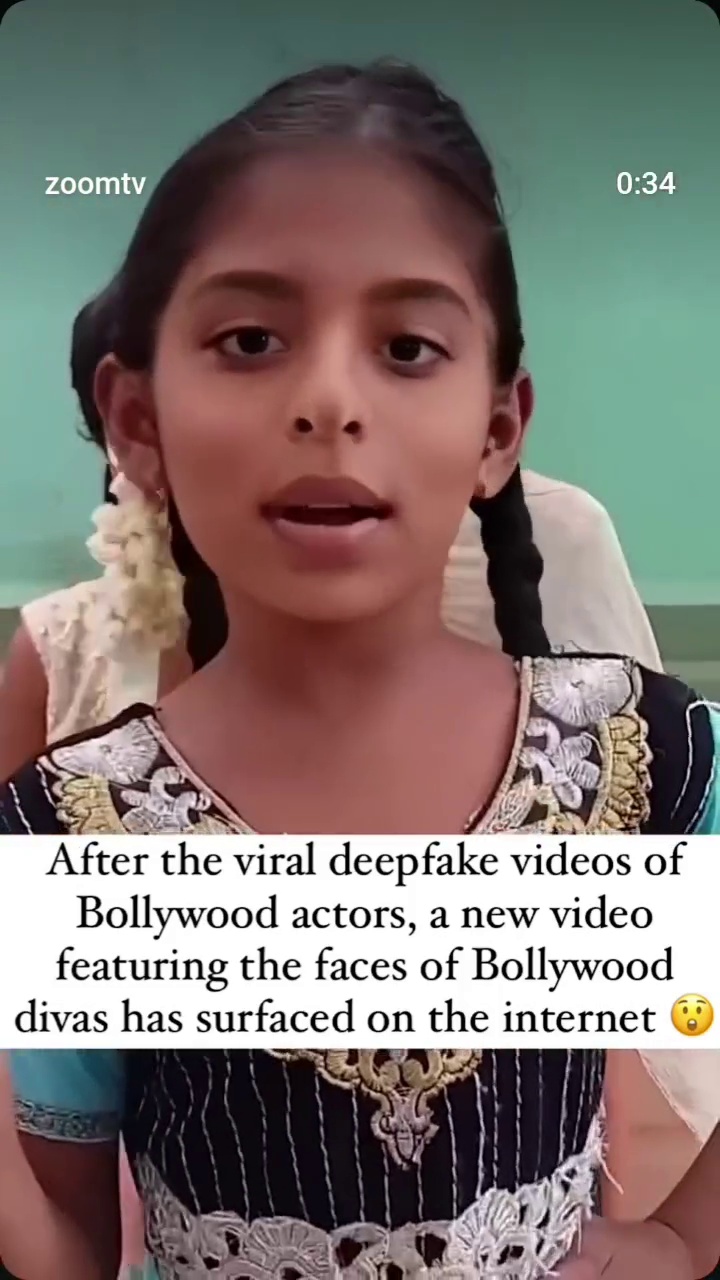 zoomtv
0:34
After the viral deepfake videos of
Bollywood actors, a new video
featuring the faces of Bollywood
divas has surfaced on the internet 😲